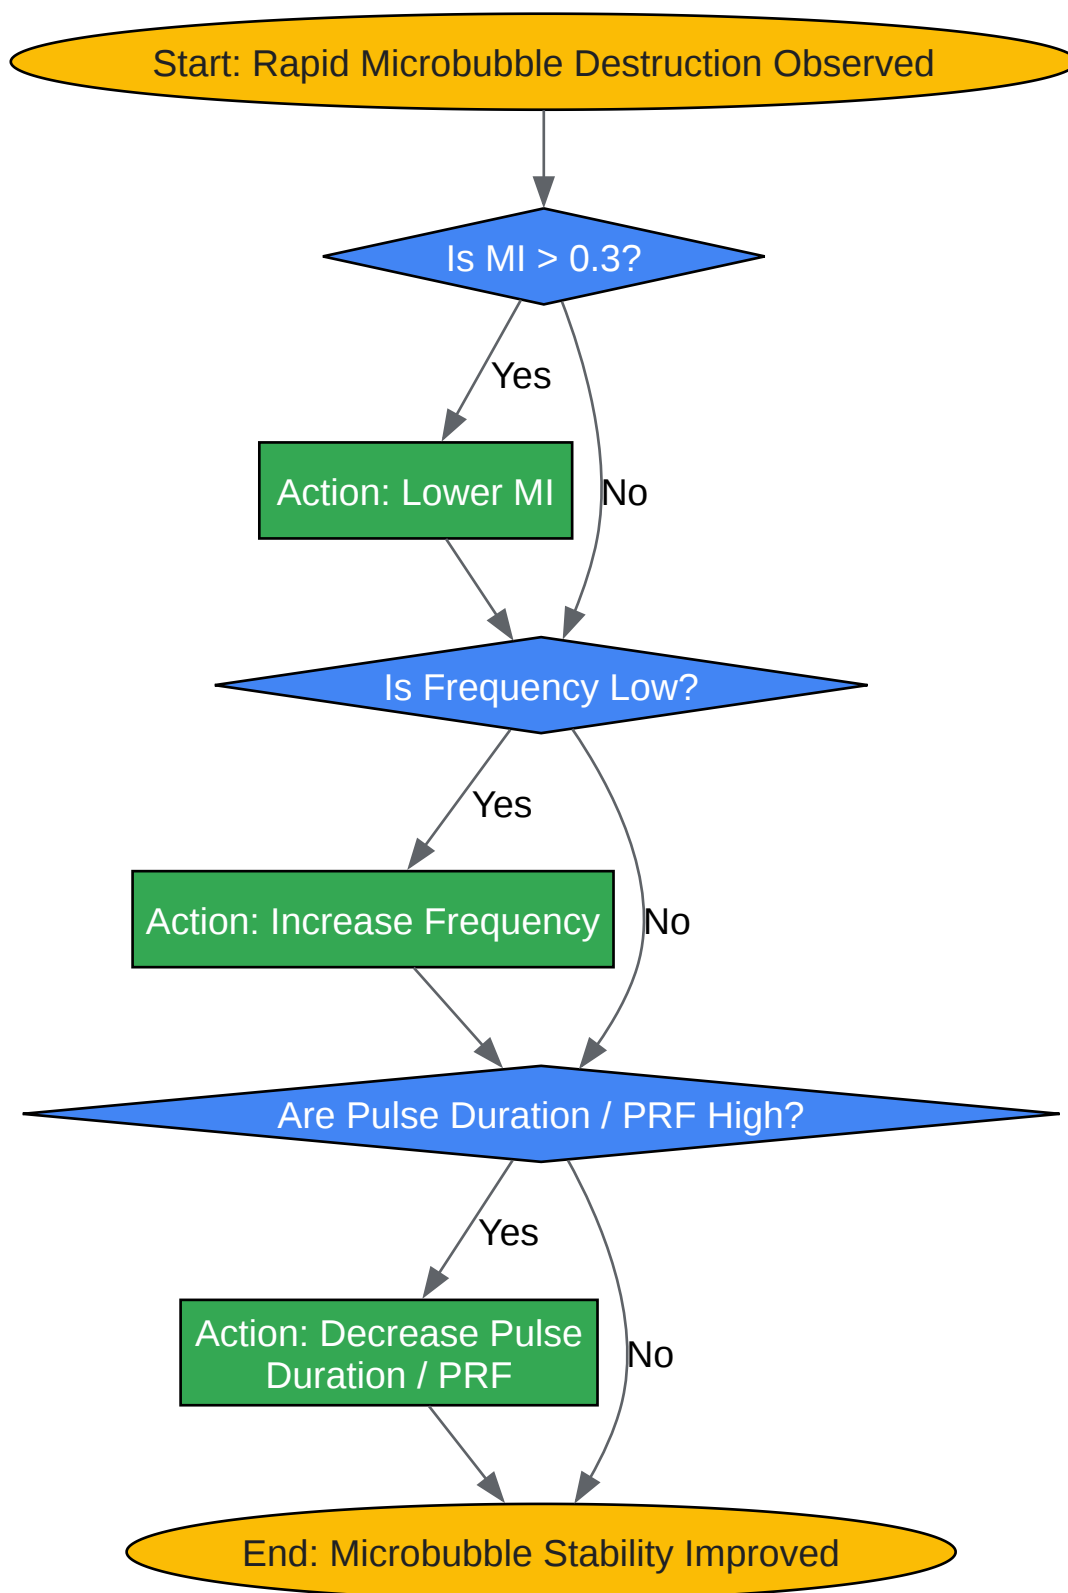 Start: Rapid Microbubble Destruction Observed
Is MI > 0.3?
Yes
Action: Lower MI
No
Is Frequency Low?
Yes
Action: Increase Frequency
No
Are Pulse Duration / PRF High?
Yes
Action: Decrease Pulse
Duration / PRF
No
End: Microbubble Stability Improved